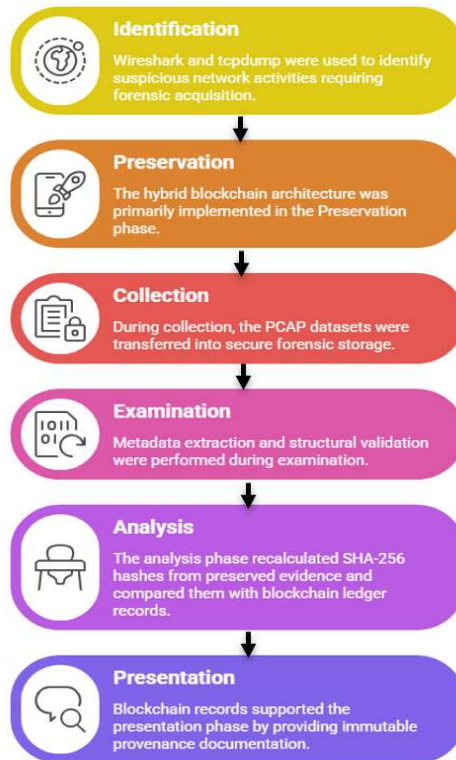 Identification
Wireshark and tcpdump were used to identify
suspicious network activities requiring
forensic acquisition.
Preservation
The hybrid blockchain architecture was
primarily implemented in the Preservation
phase.
Collection
During collection, the PCAP datasets were
transferred into secure forensic storage.
Examination
Metadata extraction and structural validation
were performed during examination.
Analysis
The analysis phase recalculated SHA-256
hashes from preserved evidence and
compared them with blockchain ledger
records.
Presentation
Blockchain records supported the
presentation phase by providing immutable
provenance documentation.